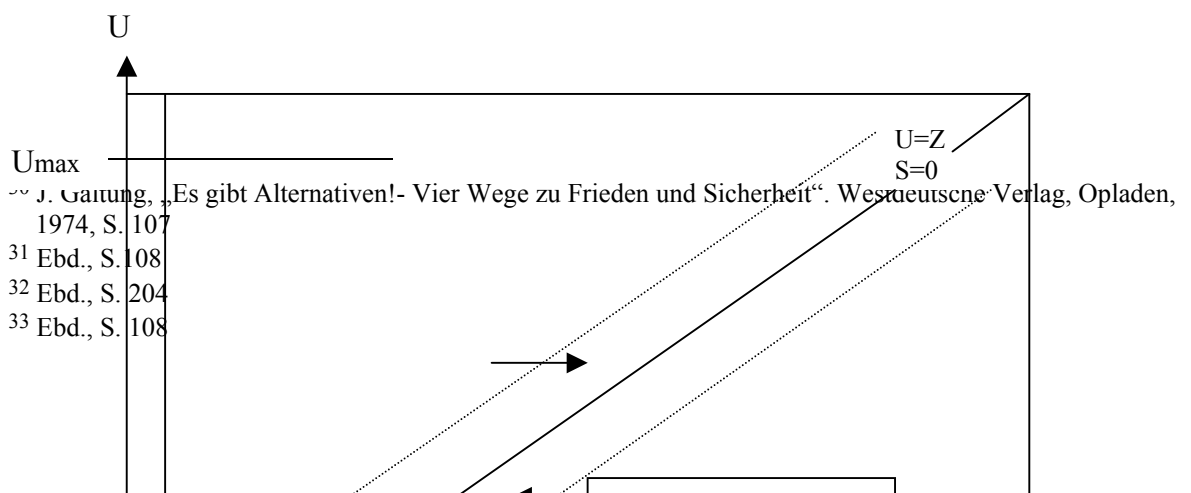 U
U=Z
Umax
S=0
30 J. Galtung, „Es gibt Alternativen!- Vier Wege zu Frieden und Sicherheit“. Westdeutsche Verlag, Opladen,
1974, S. 107
31 Ebd., S.108
32 Ebd., S. 204
33 Ebd., S. 108